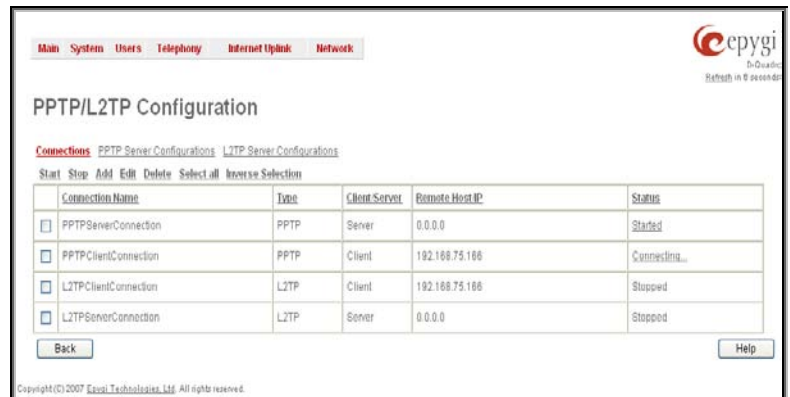 Main System Users Telephony Internet Uplink Network
epygi
Refresh in 8 seconds
PPTP/L2TP Configuration
Connections PPTP Server Configurations L2TP Server Configurations
Start Stop Add Edit Delete Select all Inverse Selection
Connection Name Type Client/Server Remote Host IP Status
PPTPServerConnection PPTP Server 0.0.0.0 Started
PPTPClientConnection PPTP Client 192.168.75.166 Connecting...
L2TPClientConnection L2TP Client 192.168.75.166 Stopped
L2TPServerConnection L2TP Server 0.0.0.0 Stopped
Back Help
Copyright (C) 2007 Epygi Technologies, Ltd. All rights reserved.